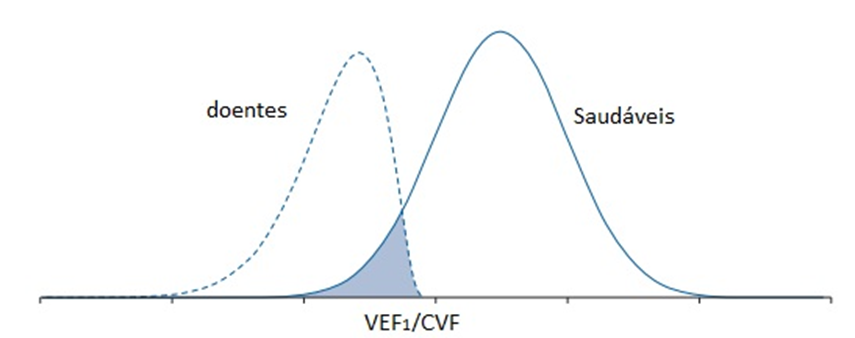 doentes
Saudáveis
VEF₁/CVF